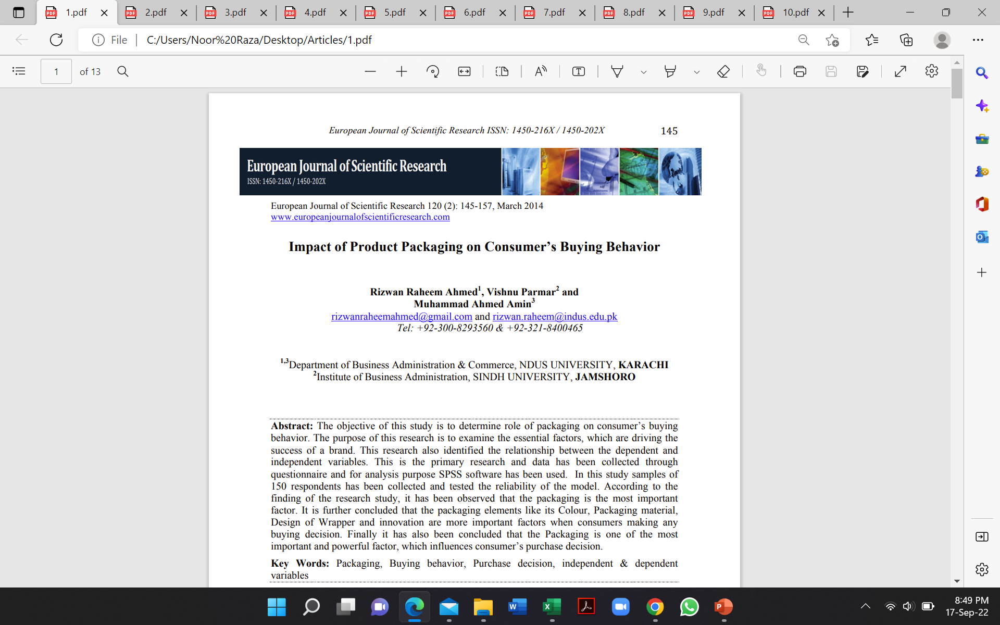 1.pdf 2.pdf 3.pdf 4.pdf 5.pdf 6.pdf 7.pdf 8.pdf 9.pdf 10.pdf
File C:/Users/Noor%20Raza/Desktop/Articles/1.pdf
1 of 13
European Journal of Scientific Research ISSN: 1450-216X / 1450-202X 145
European Journal of Scientific Research
ISSN: 1450-216X / 1450-202X
European Journal of Scientific Research 120 (2): 145-157, March 2014
www.europeanjournalofscientificresearch.com
Impact of Product Packaging on Consumer’s Buying Behavior
Rizwan Raheem Ahmed1, Vishnu Parmar2 and
Muhammad Ahmed Amin3
rizwanraheemahmed@gmail.com and rizwan.raheem@indus.edu.pk
Tel: +92-300-8293560 & +92-321-8400465
1,3Department of Business Administration & Commerce, NDUS UNIVERSITY, KARACHI
2Institute of Business Administration, SINDH UNIVERSITY, JAMSHORO
Abstract: The objective of this study is to determine role of packaging on consumer’s buying
behavior. The purpose of this research is to examine the essential factors, which are driving the
success of a brand. This research also identified the relationship between the dependent and
independent variables. This is the primary research and data has been collected through
questionnaire and for analysis purpose SPSS software has been used. In this study samples of
150 respondents has been collected and tested the reliability of the model. According to the
finding of the research study, it has been observed that the packaging is the most important
factor. It is further concluded that the packaging elements like its Colour, Packaging material,
Design of Wrapper and innovation are more important factors when consumers making any
buying decision. Finally it has also been concluded that the Packaging is one of the most
important and powerful factor, which influences consumer’s purchase decision.
Key Words: Packaging, Buying behavior, Purchase decision, independent & dependent
variables
8:49 PM
17-Sep-22